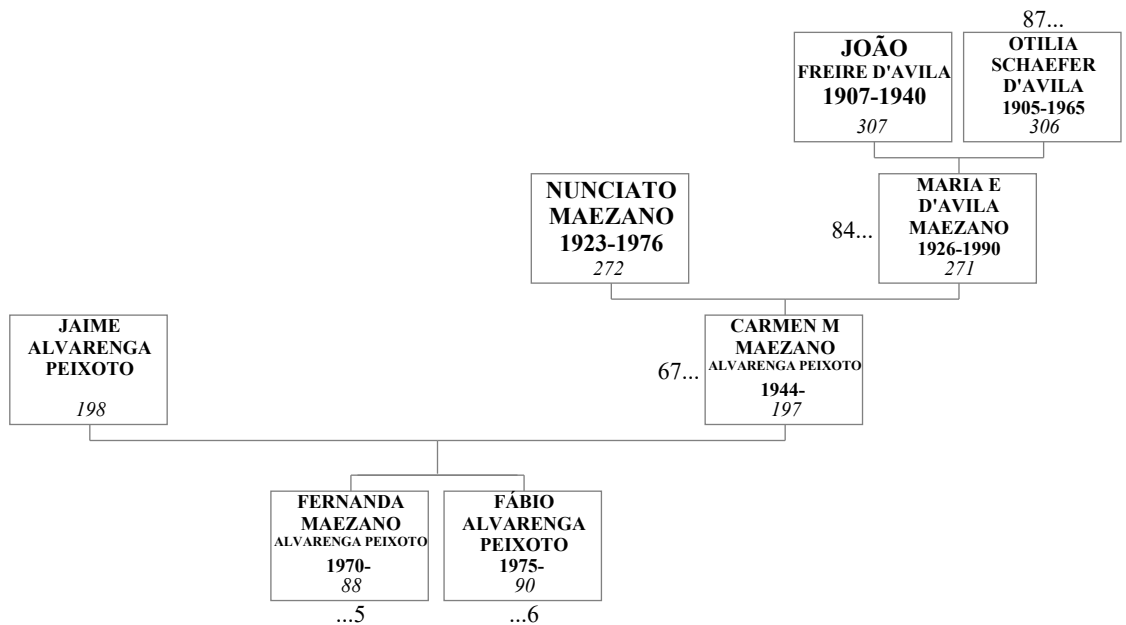 87...
JOÃO
FREIRE D'AVILA
1907-1940
307
OTILIA
SCHAEFER
D'AVILA
1905-1965
306
NUNCIATO
MAEZANO
1923-1976
272
84...
MARIA E
D'AVILA
MAEZANO
1926-1990
271
JAIME
ALVARENGA
PEIXOTO
198
67...
CARMEN M
MAEZANO
ALVARENGA PEIXOTO
1944-
197
FERNANDA
MAEZANO
ALVARENGA PEIXOTO
1970-
88
...5
FÁBIO
ALVARENGA
PEIXOTO
1975-
90
...6